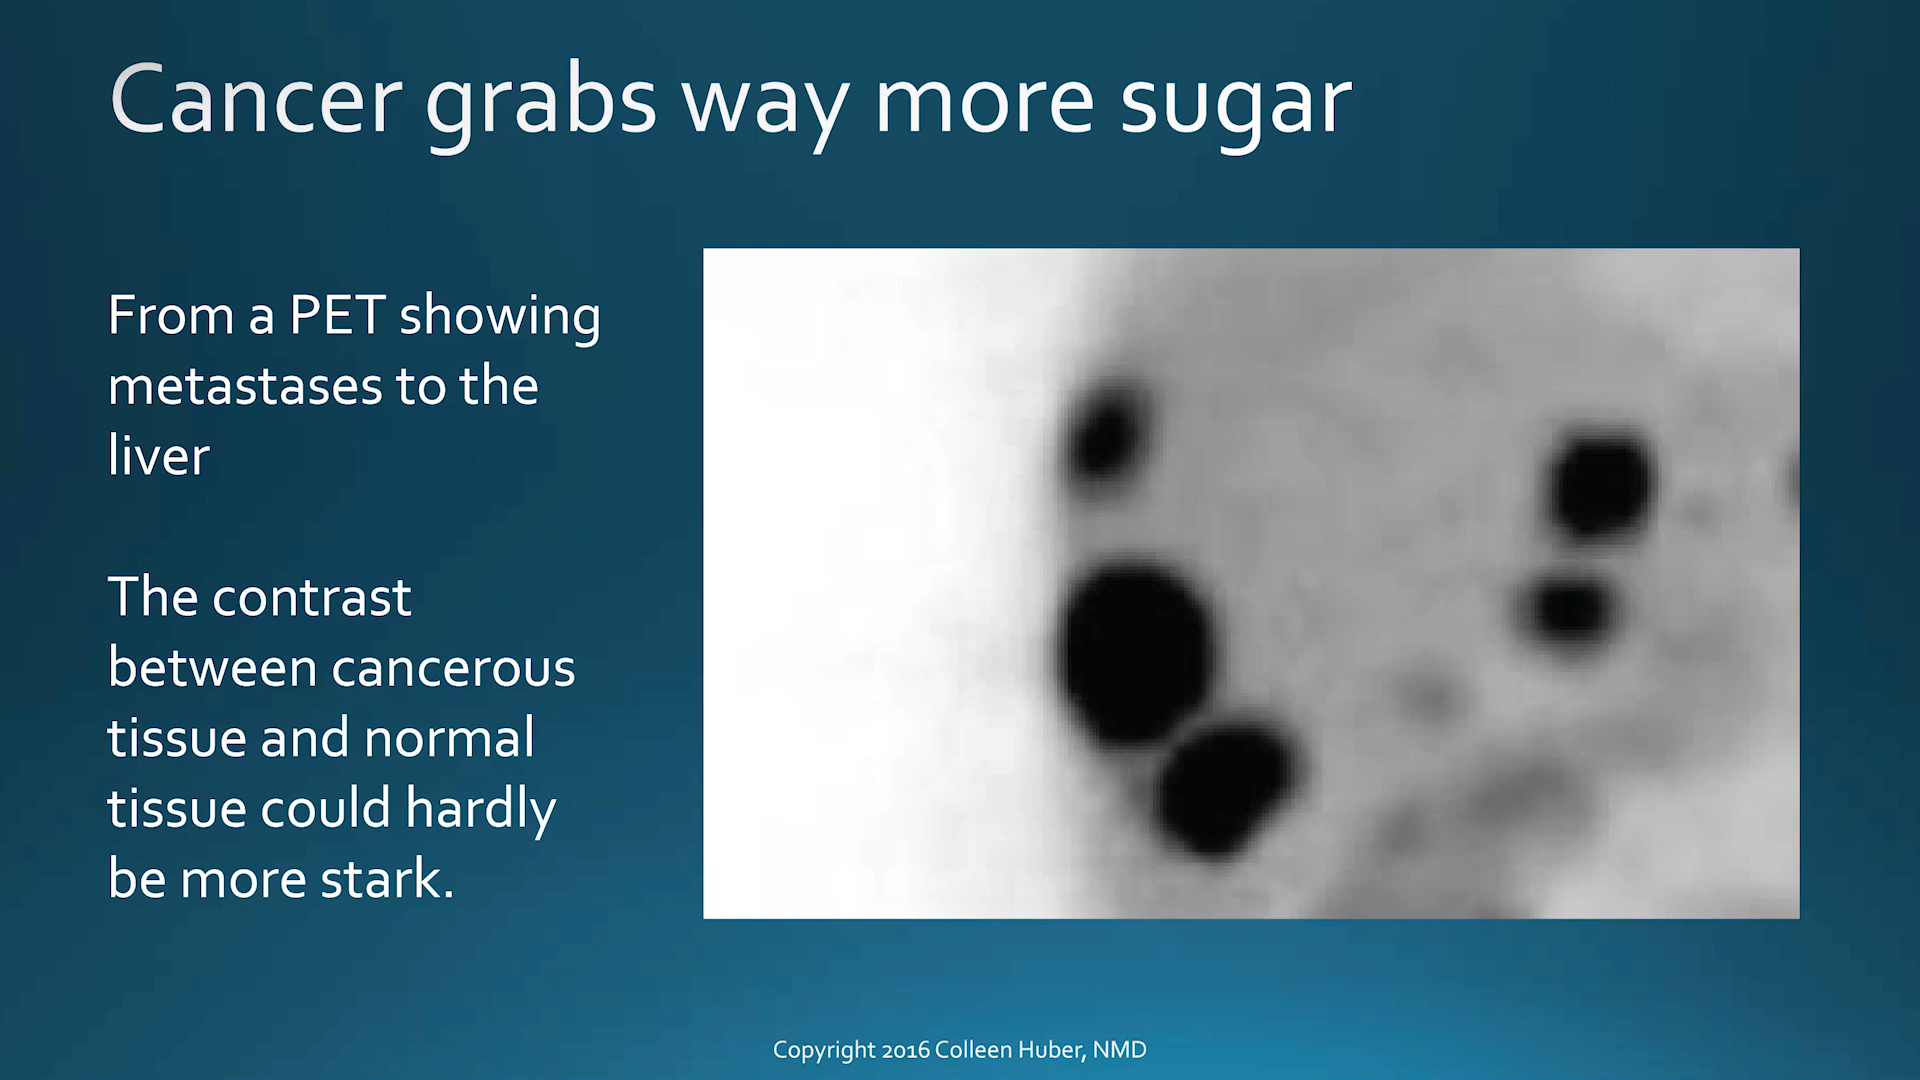 Cancer grabs way more sugar
From a PET showing
metastases to the
liver
The contrast
between cancerous
tissue and normal
tissue could hardly
be more stark.
Copyright 2016 Colleen Huber, NMD